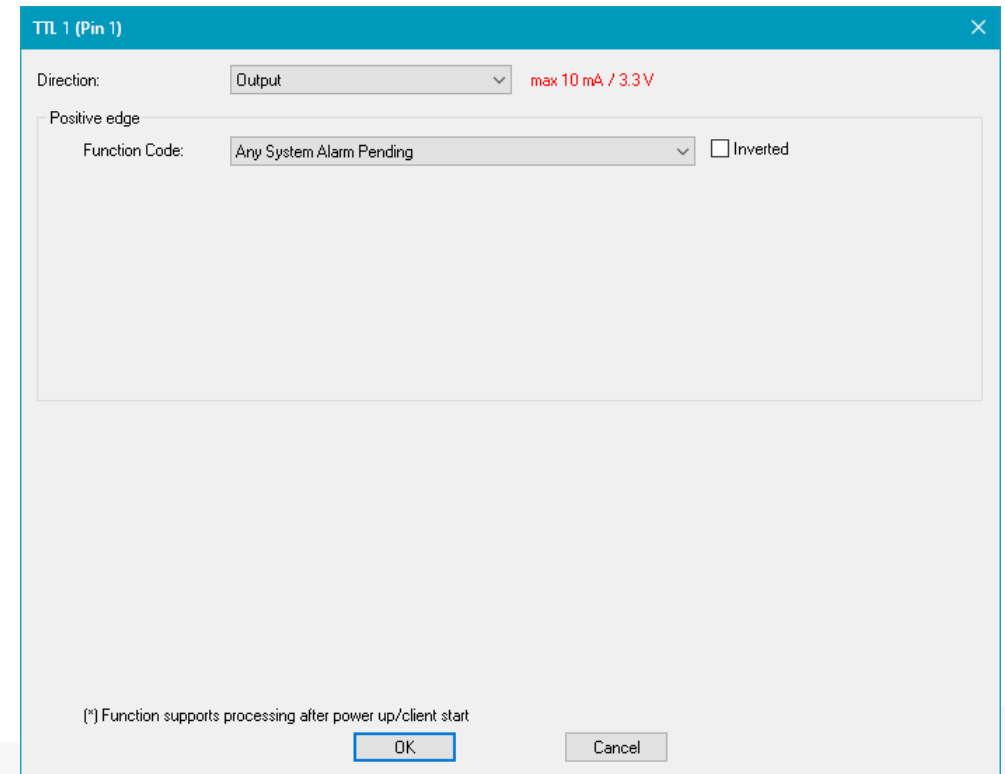 TTL 1 (Pin 1)
Direction: Output max 10 mA / 3.3 V
Positive edge
Function Code: Any System Alarm Pending Inverted
(*) Function supports processing after power up/client start
OK Cancel